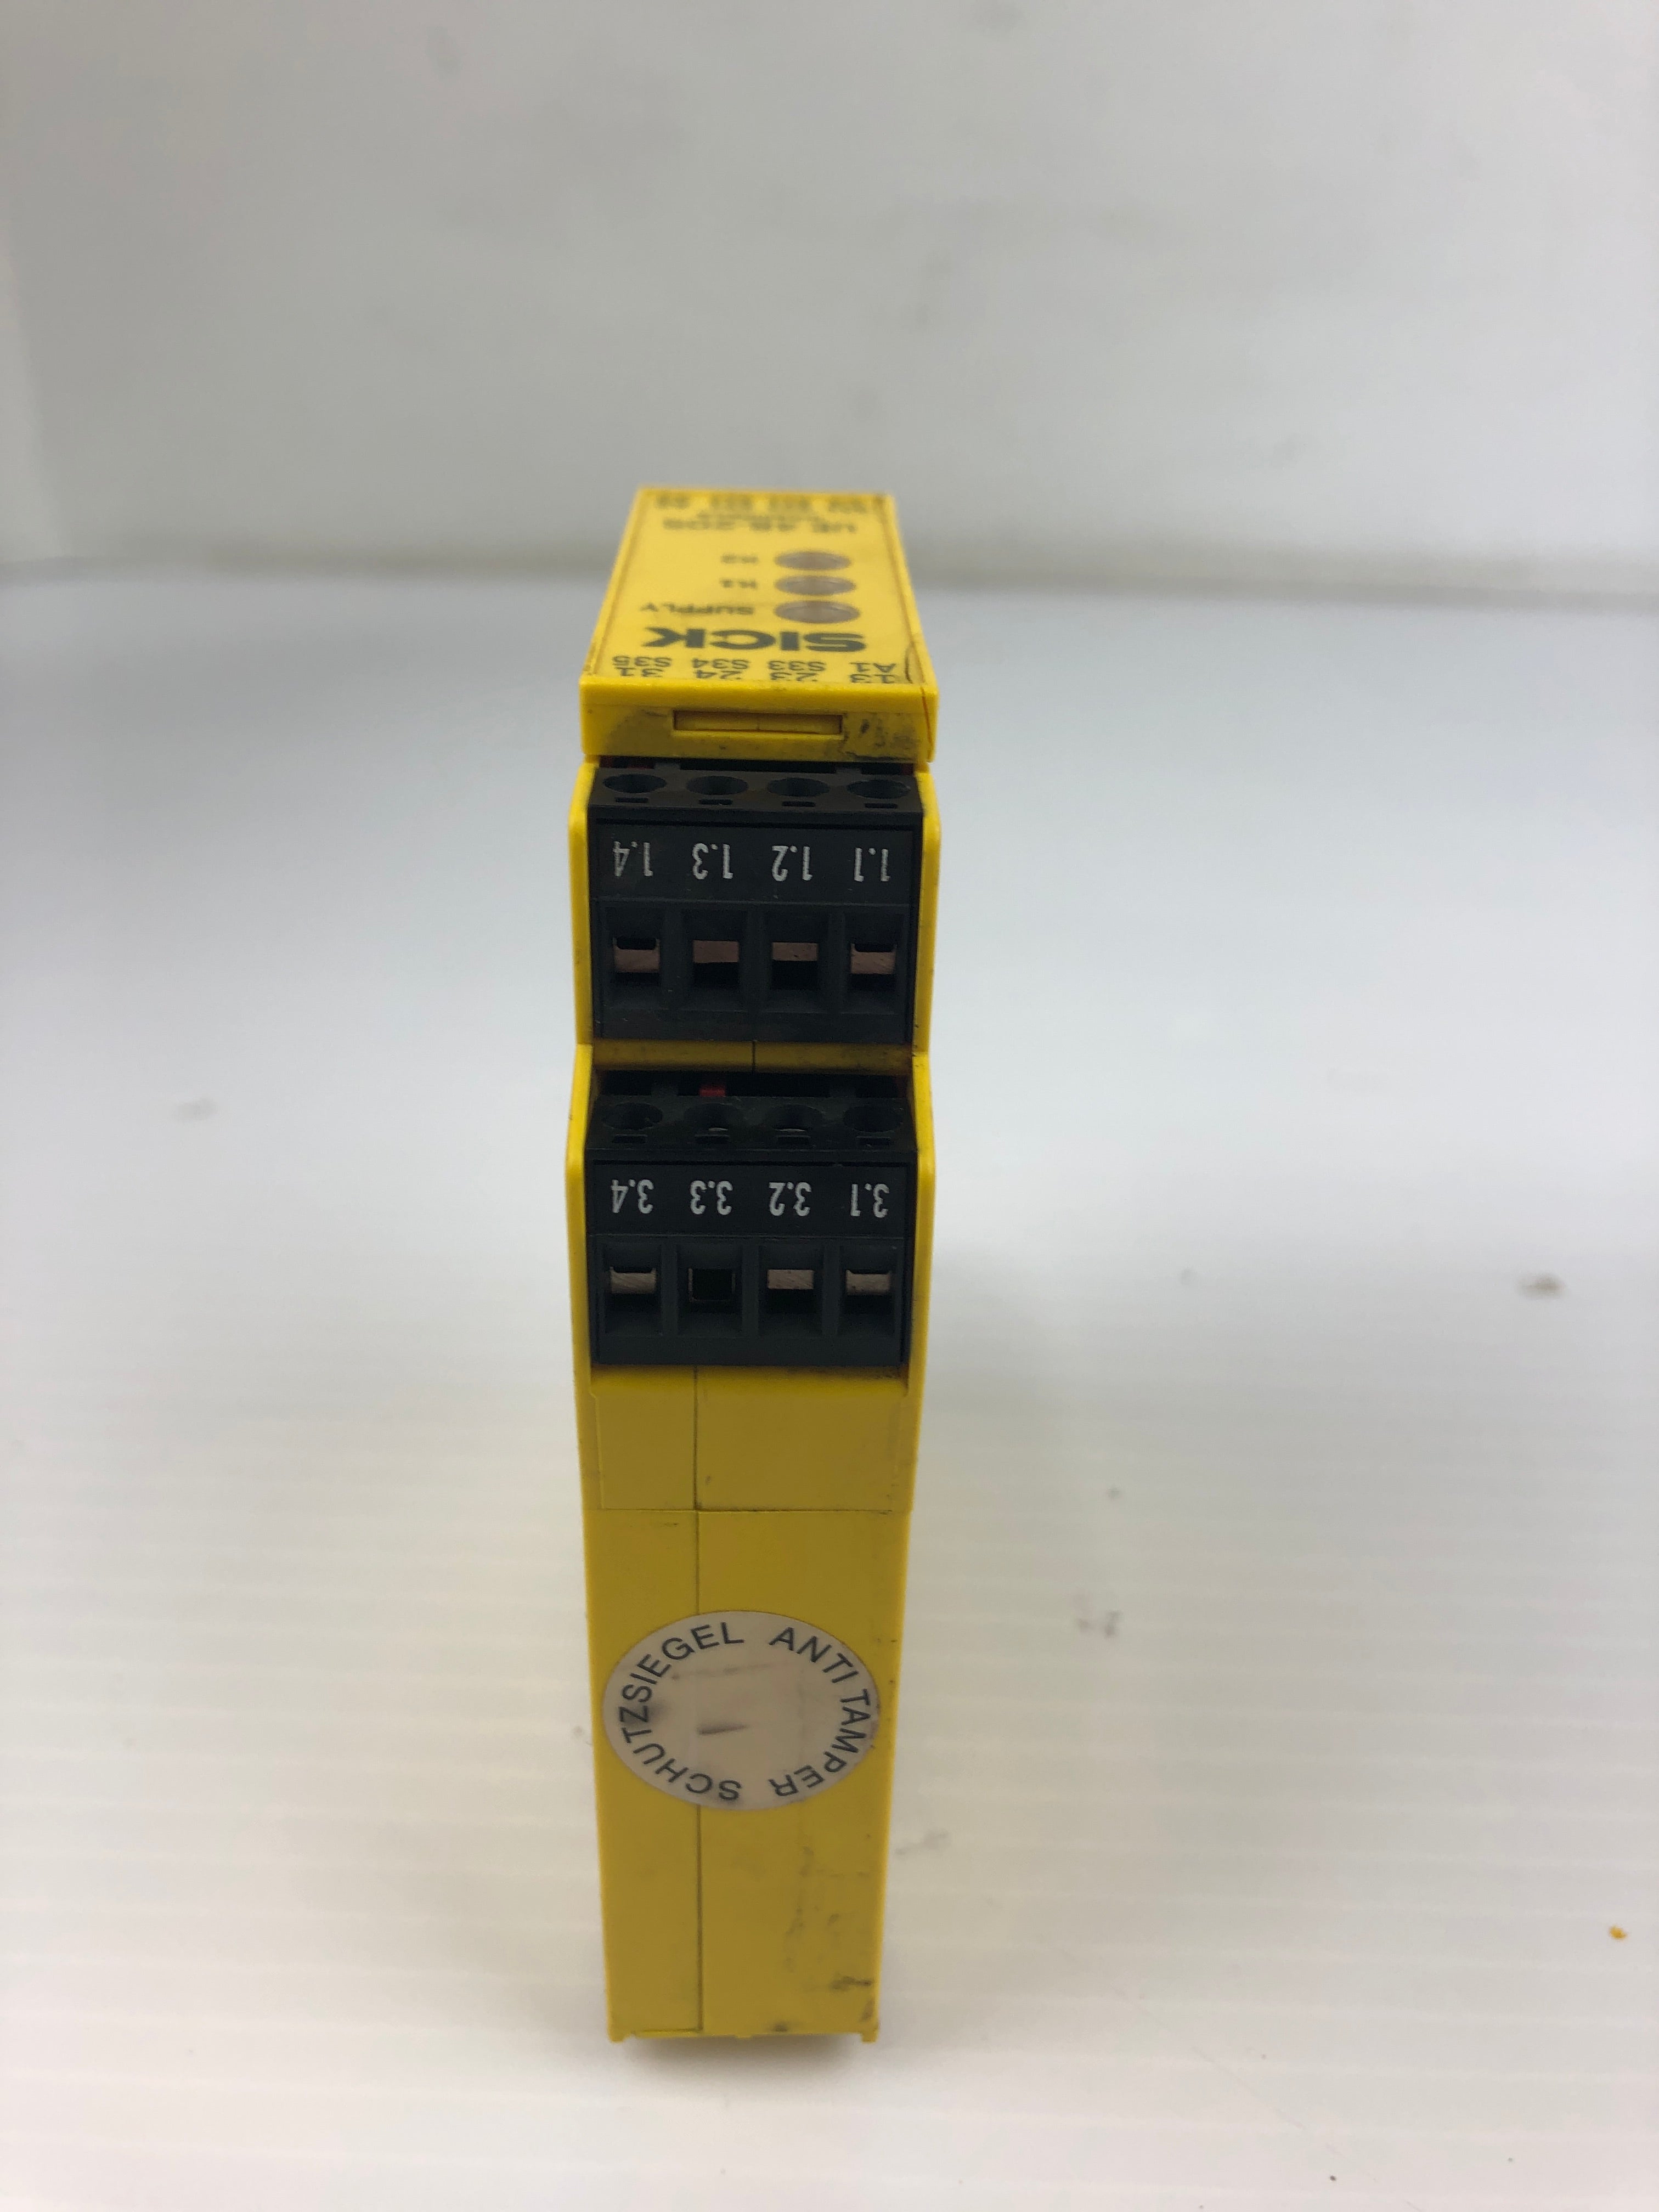 SCHUTZSIEGEL ANTI TAMPER
3.1 3.2 3.3 3.4
1.1 1.2 1.3 1.4
13 23 24 31
A1 S33 S34 S35
SICK
SUPPLY
K1
K2
UE 48-2OS